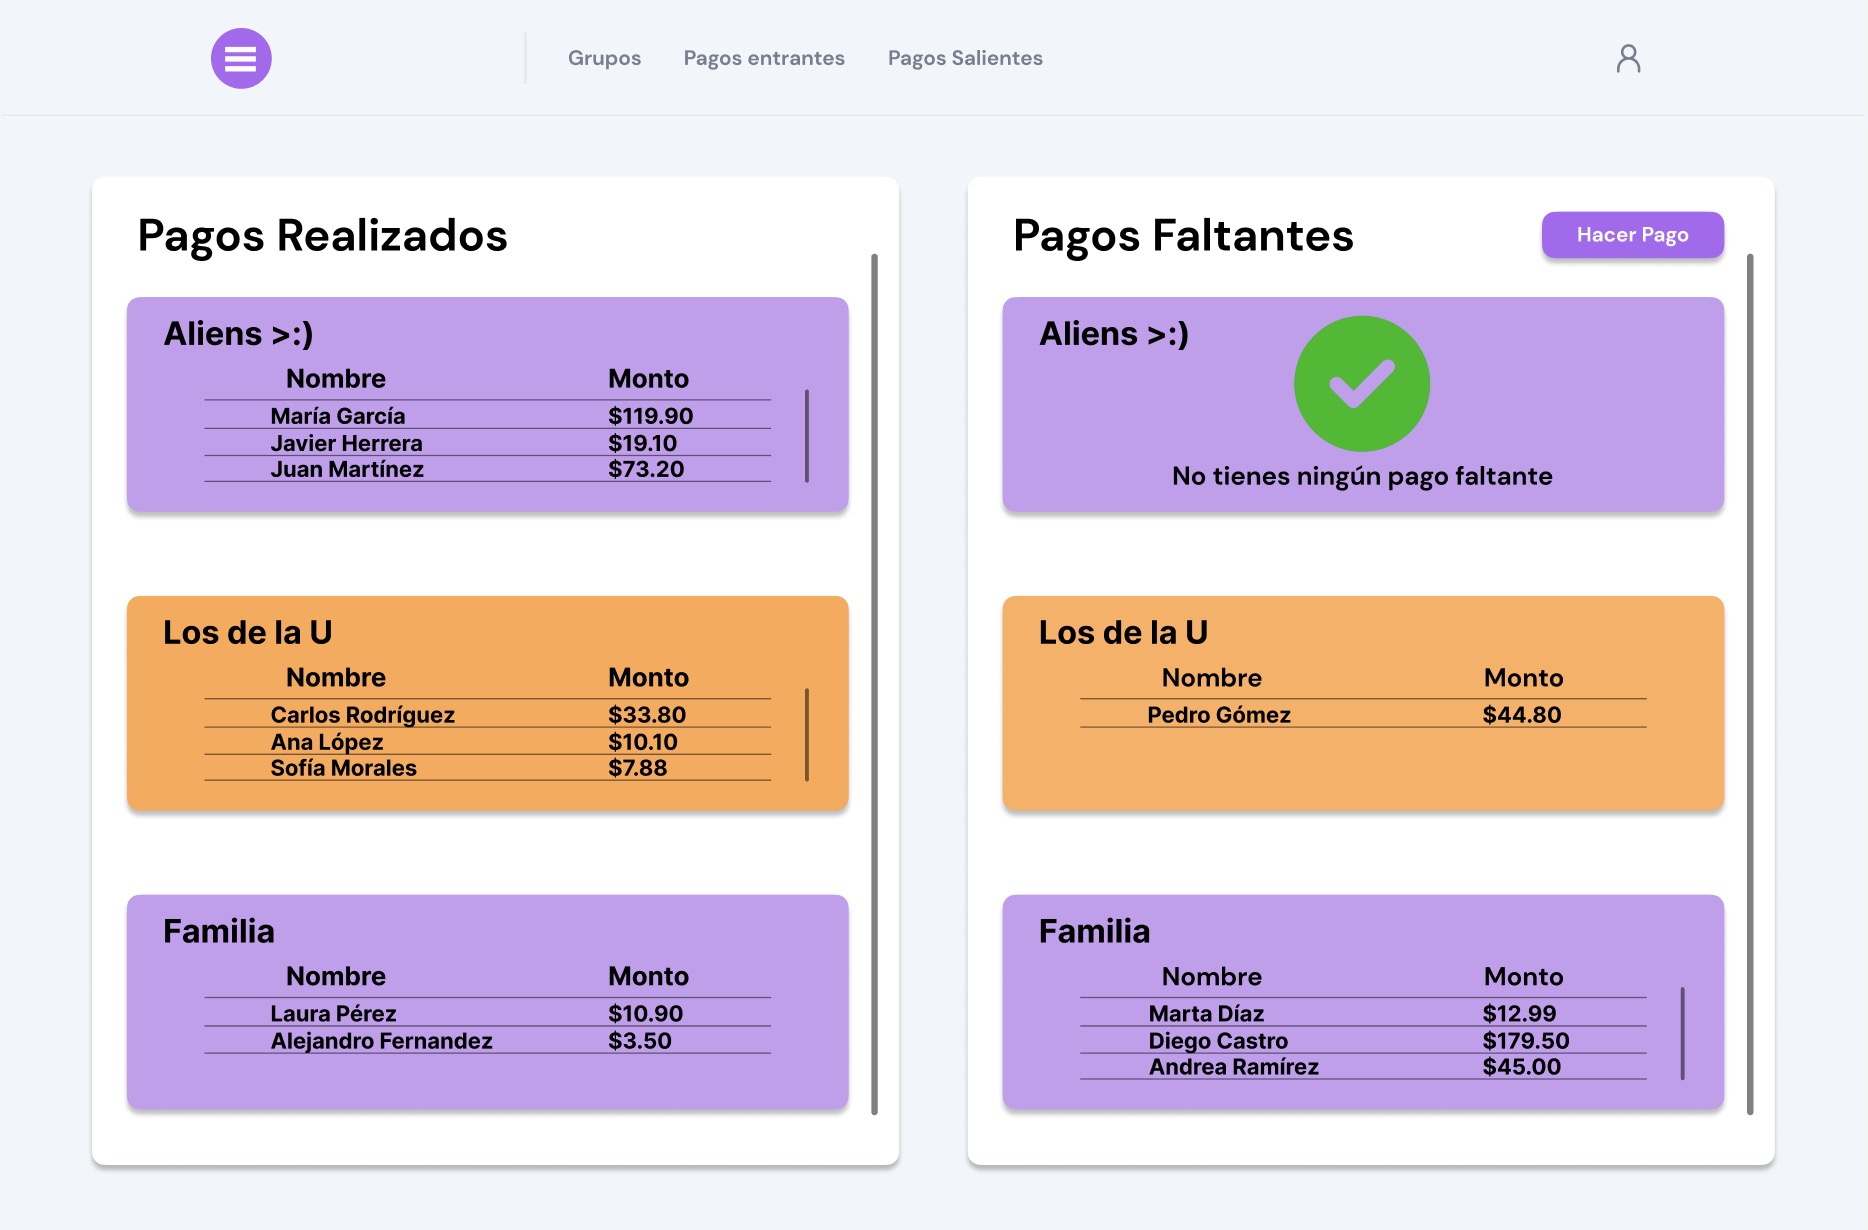 Grupos Pagos entrantes Pagos Salientes
Pagos Realizados
Aliens >:)
Nombre Monto
María García $119.90
Javier Herrera $19.10
Juan Martínez $73.20
Los de la U
Nombre Monto
Carlos Rodríguez $33.80
Ana López $10.10
Sofía Morales $7.88
Familia
Nombre Monto
Laura Pérez $10.90
Alejandro Fernandez $3.50
Pagos Faltantes
Hacer Pago
Aliens >:)
No tienes ningún pago faltante
Los de la U
Nombre Monto
Pedro Gómez $44.80
Familia
Nombre Monto
Marta Díaz $12.99
Diego Castro $179.50
Andrea Ramírez $45.00